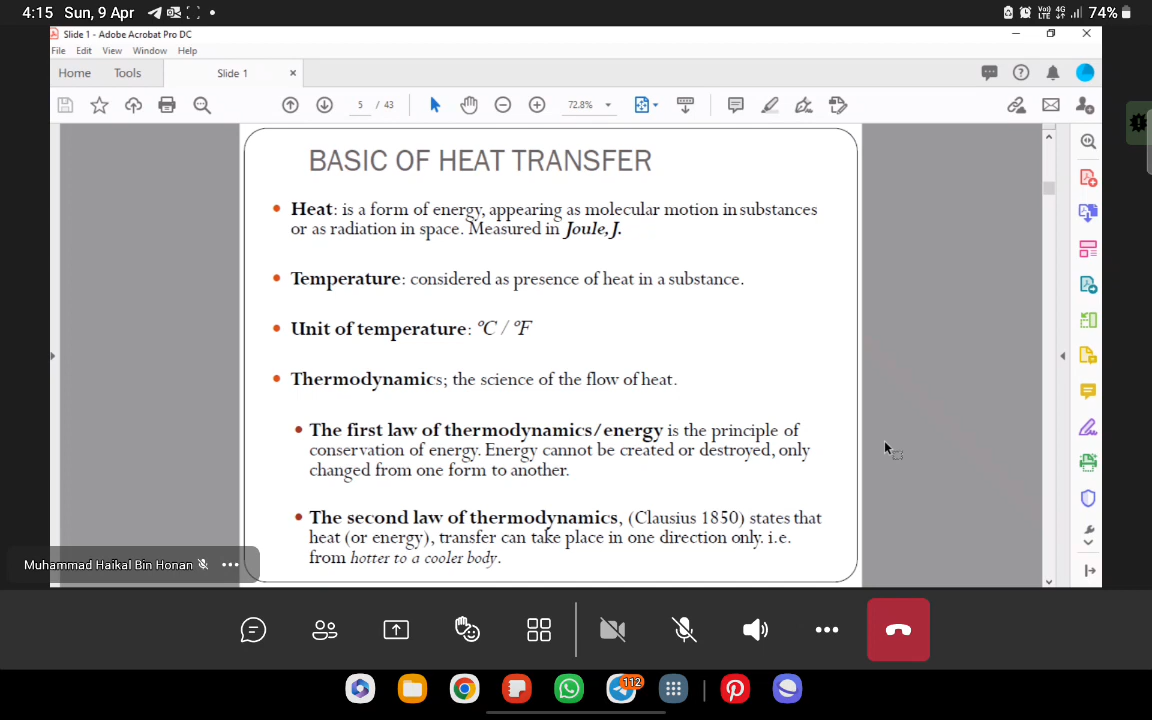 4:15 Sun, 9 Apr
Vo)) LTE 4G 74%
Slide 1 - Adobe Acrobat Pro DC
File Edit View Window Help
Home Tools Slide 1 ×
5 / 43 72.8%
BASIC OF HEAT TRANSFER
• Heat: is a form of energy, appearing as molecular motion in substances
or as radiation in space. Measured in Joule, J.
• Temperature: considered as presence of heat in a substance.
• Unit of temperature: ºC / ºF
• Thermodynamics; the science of the flow of heat.
• The first law of thermodynamics/energy is the principle of
conservation of energy. Energy cannot be created or destroyed, only
changed from one form to another.
• The second law of thermodynamics, (Clausius 1850) states that
heat (or energy), transfer can take place in one direction only. i.e.
from hotter to a cooler body.
Muhammad Haikal Bin Honan
112